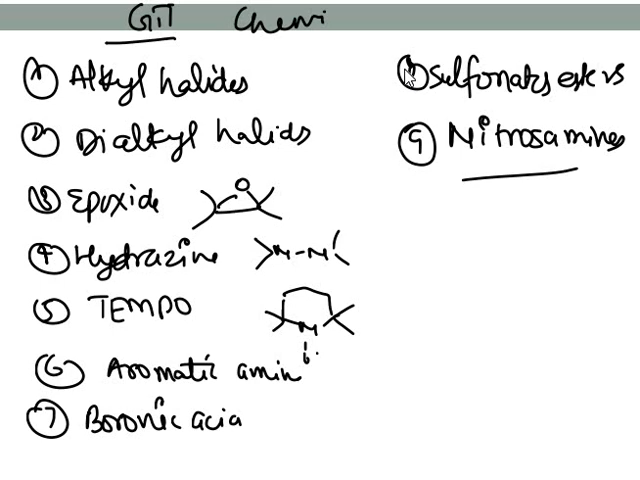 GIT Chemi
① Alkyl halides
② Dialkyl halids
③ Epoxide
O
④ Hydrazine
N-N
⑤ TEMPO
N
⑥ Aromatic amin
⑦ Boronic acid
⑧ Sulfonates esters
⑨ Nitrosamines